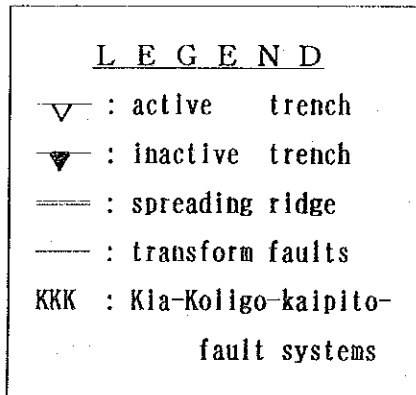 LEGEND
: active trench
: inactive trench
: spreading ridge
: transform faults
KKK : Kia-Koligo-kaipito-
fault systems